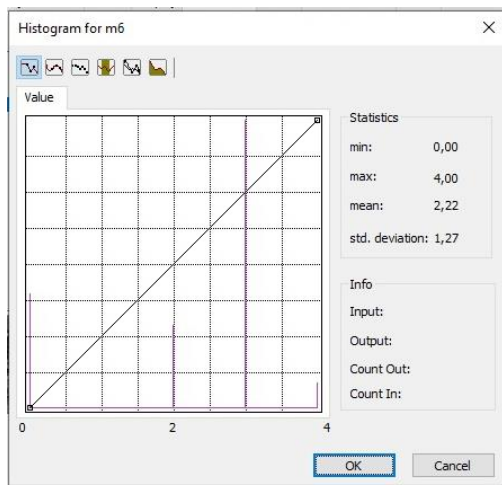 Histogram for m6
Value
0
2
4
Statistics
min: 0,00
max: 4,00
mean: 2,22
std. deviation: 1,27
Info
Input:
Output:
Count Out:
Count In:
OK
Cancel